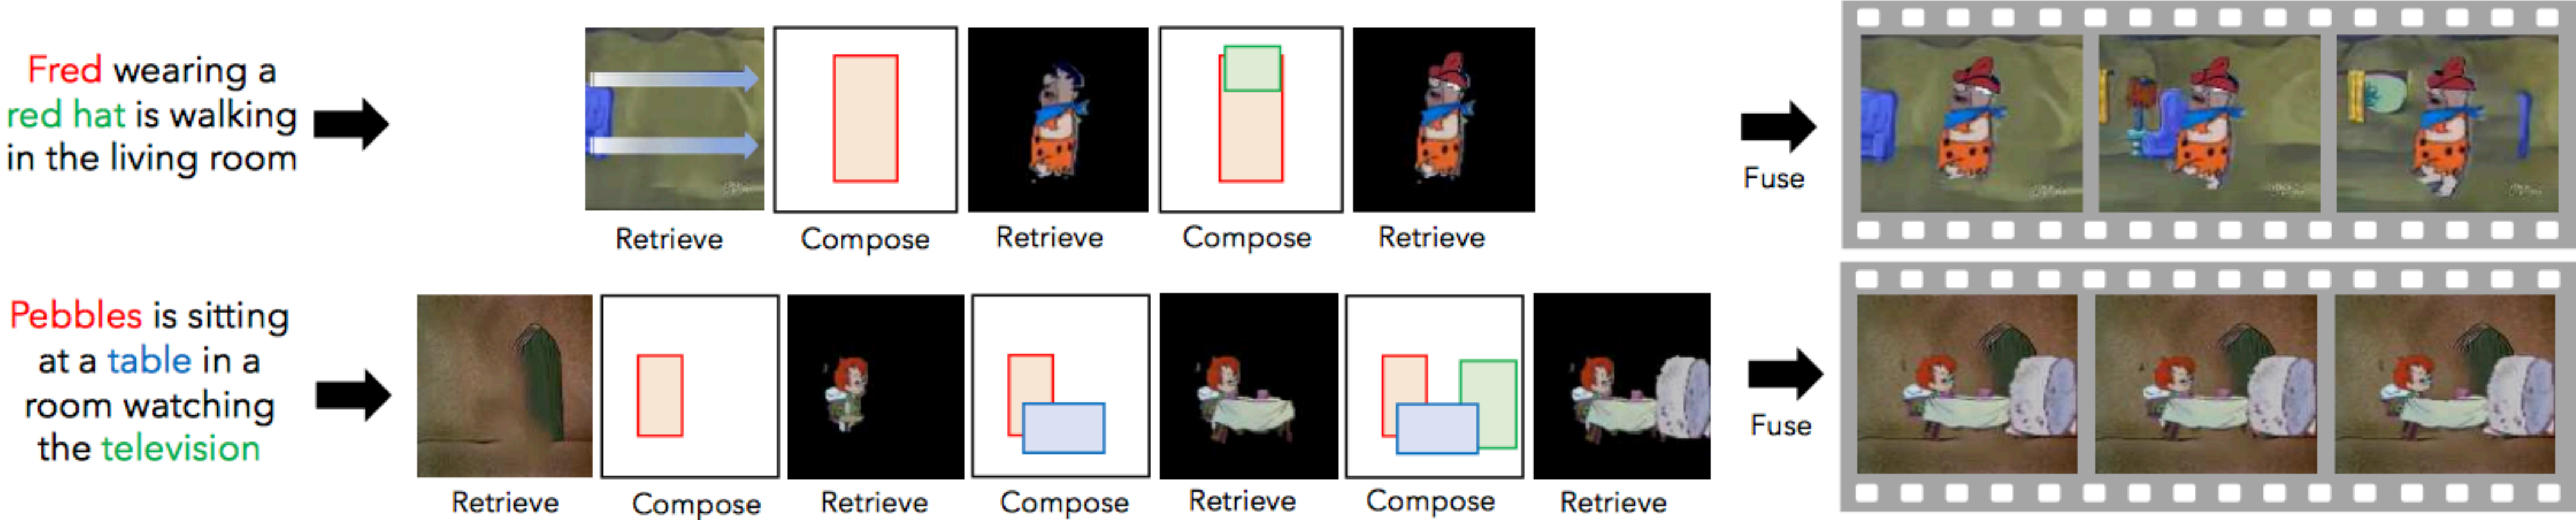 Fred wearing a
red hat is walking
in the living room
Retrieve
Compose
Retrieve
Compose
Retrieve
Fuse
Pebbles is sitting
at a table in a
room watching
the television
Retrieve
Compose
Retrieve
Compose
Retrieve
Compose
Retrieve
Fuse